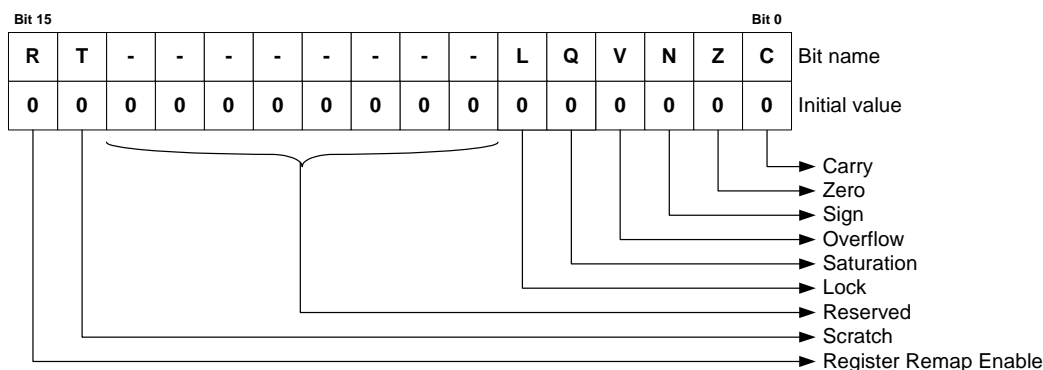 Bit 15 Bit 0
R T - - - - - - - - L Q V N Z C Bit name
0 0 0 0 0 0 0 0 0 0 0 0 0 0 0 0 Initial value
Carry
Zero
Sign
Overflow
Saturation
Lock
Reserved
Scratch
Register Remap Enable